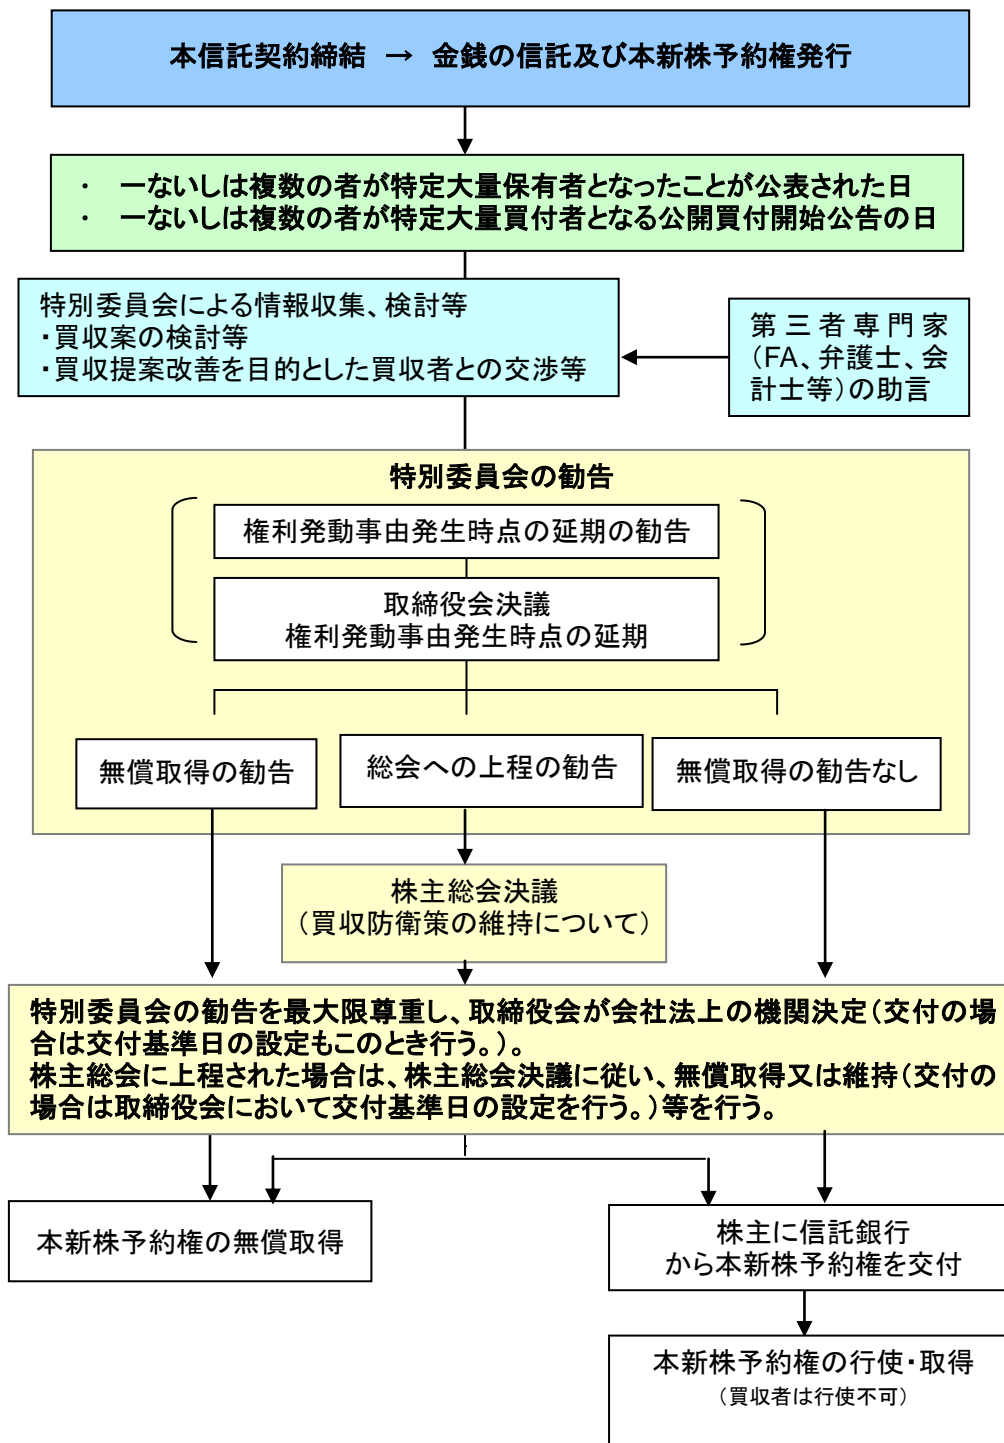 本信託契約締結 → 金銭の信託及び本新株予約権発行
・ 一ないしは複数の者が特定大量保有者となったことが公表された日
・ 一ないしは複数の者が特定大量買付者となる公開買付開始公告の日
特別委員会による情報収集、検討等
・買収案の検討等
・買収提案改善を目的とした買収者との交渉等
第三者専門家
(FA、弁護士、会
計士等)の助言
特別委員会の勧告
権利発動事由発生時点の延期の勧告
取締役会決議
権利発動事由発生時点の延期
無償取得の勧告
総会への上程の勧告
無償取得の勧告なし
株主総会決議
(買収防衛策の維持について)
特別委員会の勧告を最大限尊重し、取締役会が会社法上の機関決定(交付の場
合は交付基準日の設定もこのとき行う。)。
株主総会に上程された場合は、株主総会決議に従い、無償取得又は維持(交付の
場合は取締役会において交付基準日の設定を行う。)等を行う。
本新株予約権の無償取得
株主に信託銀行
から本新株予約権を交付
本新株予約権の行使・取得
(買収者は行使不可)